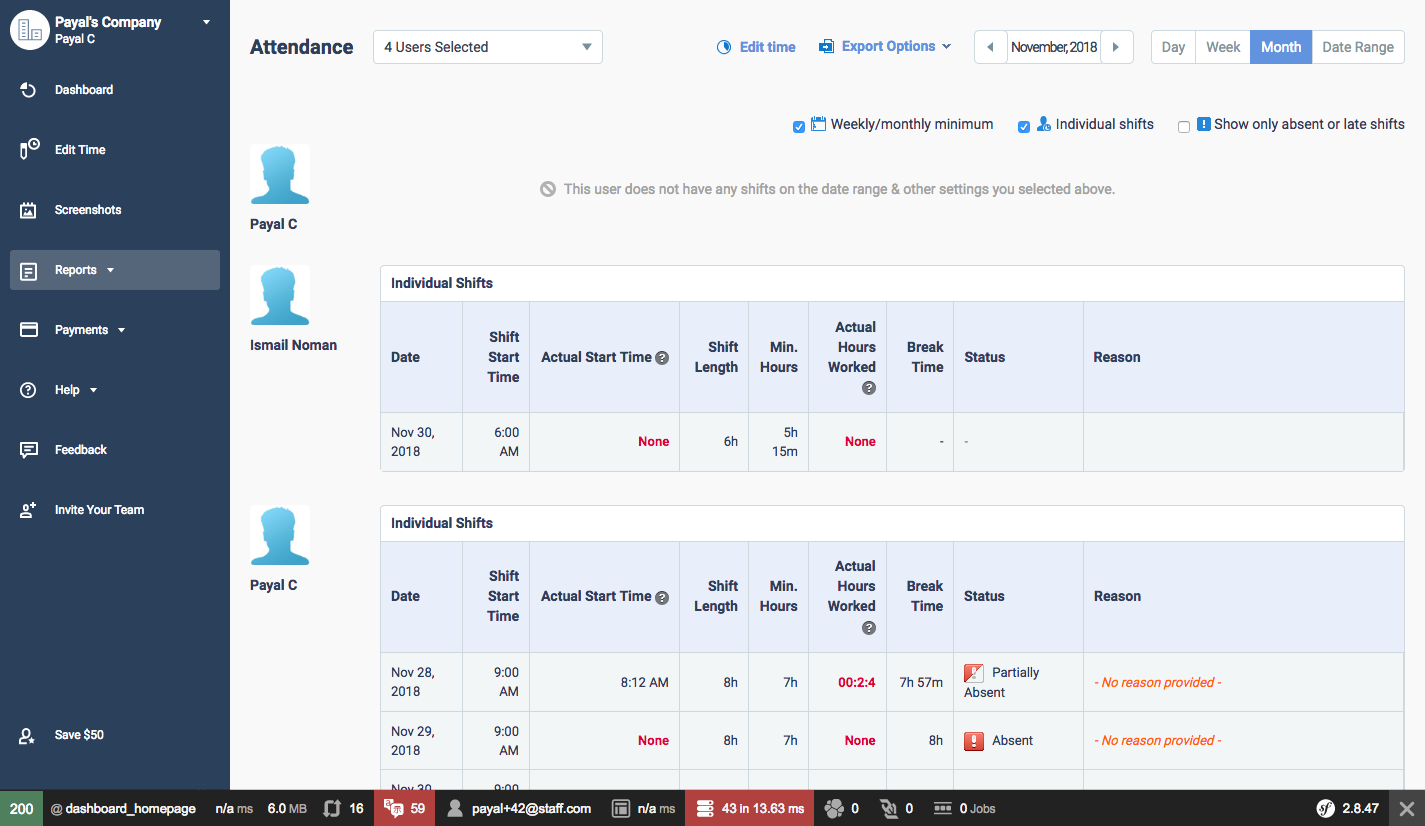 Payal's Company
Payal C
Dashboard
Edit Time
Screenshots
Reports
Payments
Help
Feedback
Invite Your Team
Save $50
Attendance
4 Users Selected
Edit time
Export Options
November, 2018
Day Week Month Date Range
Weekly/monthly minimum Individual shifts Show only absent or late shifts
This user does not have any shifts on the date range & other settings you selected above.
Payal C
Ismail Noman
Individual Shifts
Date Shift Start Time Actual Start Time Shift Length Min. Hours Actual Hours Worked Break Time Status Reason
Nov 30, 2018 6:00 AM None 6h 5h 15m None - -
Payal C
Individual Shifts
Date Shift Start Time Actual Start Time Shift Length Min. Hours Actual Hours Worked Break Time Status Reason
Nov 28, 2018 9:00 AM 8:12 AM 8h 7h 00:2:4 7h 57m Partially Absent - No reason provided -
Nov 29, 2018 9:00 AM None 8h 7h None 8h Absent - No reason provided -
Nov 30 9:00
200 @ dashboard_homepage n/a ms 6.0 MB 16 59 payal+42@staff.com n/a ms 43 in 13.63 ms 0 0 0 Jobs 2.8.47